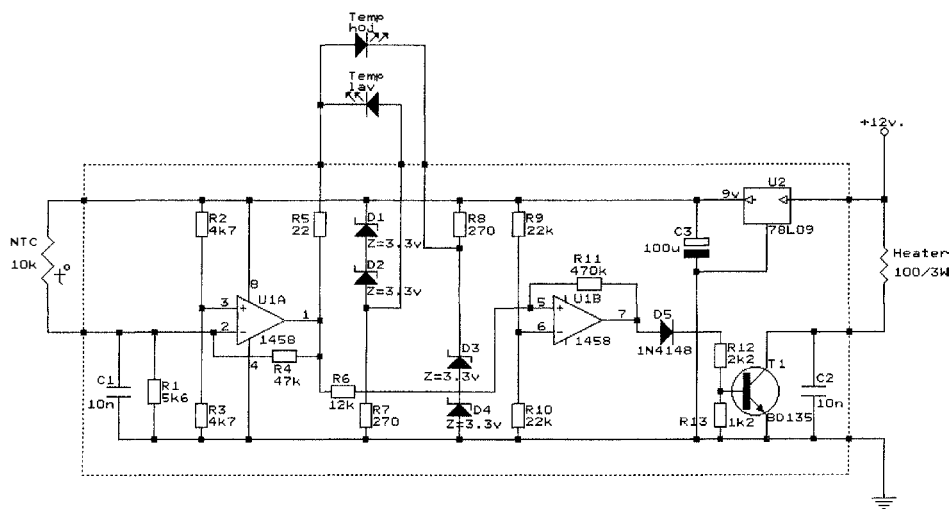 Temp
hoj
Temp
lav
+12v.
U2
9v
78L09
NTC
10k
t°
R2
4k7
R5
22
D1
Z=3.3v
D2
Z=3.3v
R8
270
R9
22k
C3
100u
Heater
100/3W
R11
470k
8
U1A
3
+
2
-
1
1458
4
U1B
5
+
6
-
7
1458
D5
1N4148
R4
47k
C1
10n
R1
5k6
R6
12k
D3
Z=3.3v
R12
2k2
T1
C2
10n
R3
4k7
R7
270
D4
Z=3.3v
R10
22k
R13
1k2
BD135